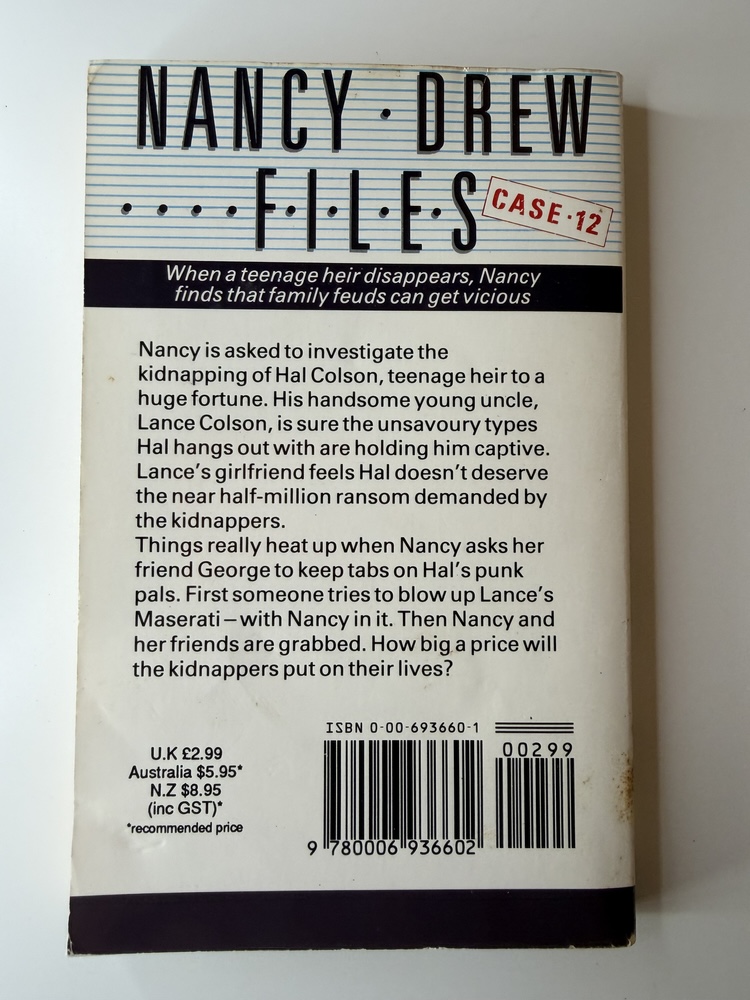 NANCY · DREW
....F·I·L·E·S
CASE·12
When a teenage heir disappears, Nancy
finds that family feuds can get vicious
Nancy is asked to investigate the
kidnapping of Hal Colson, teenage heir to a
huge fortune. His handsome young uncle,
Lance Colson, is sure the unsavoury types
Hal hangs out with are holding him captive.
Lance's girlfriend feels Hal doesn't deserve
the near half-million ransom demanded by
the kidnappers.
Things really heat up when Nancy asks her
friend George to keep tabs on Hal's punk
pals. First someone tries to blow up Lance's
Maserati – with Nancy in it. Then Nancy and
her friends are grabbed. How big a price will
the kidnappers put on their lives?
ISBN 0-00-693660-1
00299
U.K £2.99
Australia $5.95*
N.Z $8.95
(inc GST)*
*recommended price
9 780006 936602